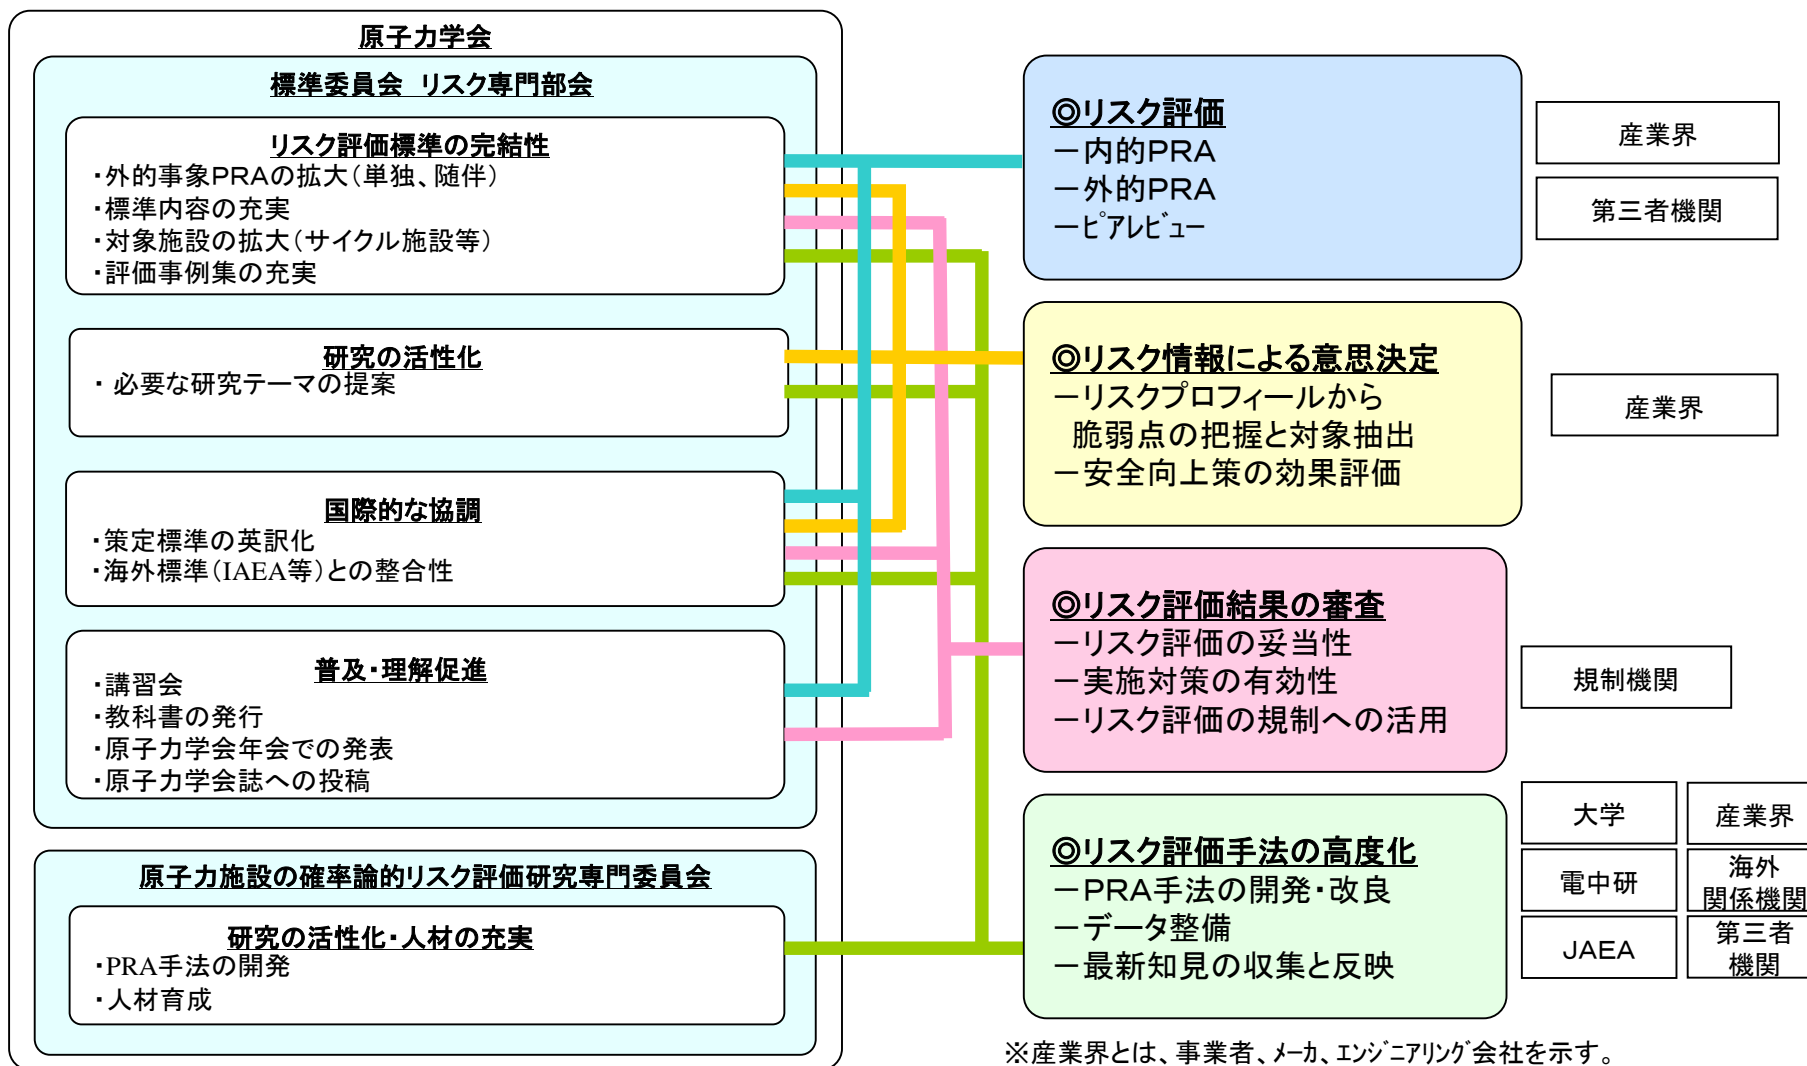 原子力学会
標準委員会 リスク専門部会
リスク評価標準の完結性
・外的事象PRAの拡大（単独、随伴）
・標準内容の充実
・対象施設の拡大（サイクル施設等）
・評価事例集の充実
研究の活性化
・ 必要な研究テーマの提案
国際的な協調
・策定標準の英訳化
・海外標準（IAEA等）との整合性
普及・理解促進
・講習会
・教科書の発行
・原子力学会年会での発表
・原子力学会誌への投稿
原子力施設の確率論的リスク評価研究専門委員会
研究の活性化・人材の充実
・PRA手法の開発
・人材育成
◎リスク評価
－内的PRA
－外的PRA
－ﾋﾟｱﾚﾋﾞｭｰ
産業界
第三者機関
◎リスク情報による意思決定
－リスクプロフィールから
脆弱点の把握と対象抽出
－安全向上策の効果評価
産業界
◎リスク評価結果の審査
－リスク評価の妥当性
－実施対策の有効性
－リスク評価の規制への活用
規制機関
◎リスク評価手法の高度化
－PRA手法の開発・改良
－データ整備
－最新知見の収集と反映
大学
産業界
電中研
海外
関係機関
JAEA
第三者
機関
※産業界とは、事業者、ﾒｰｶ、ｴﾝｼﾞﾆｱﾘﾝｸﾞ会社を示す。